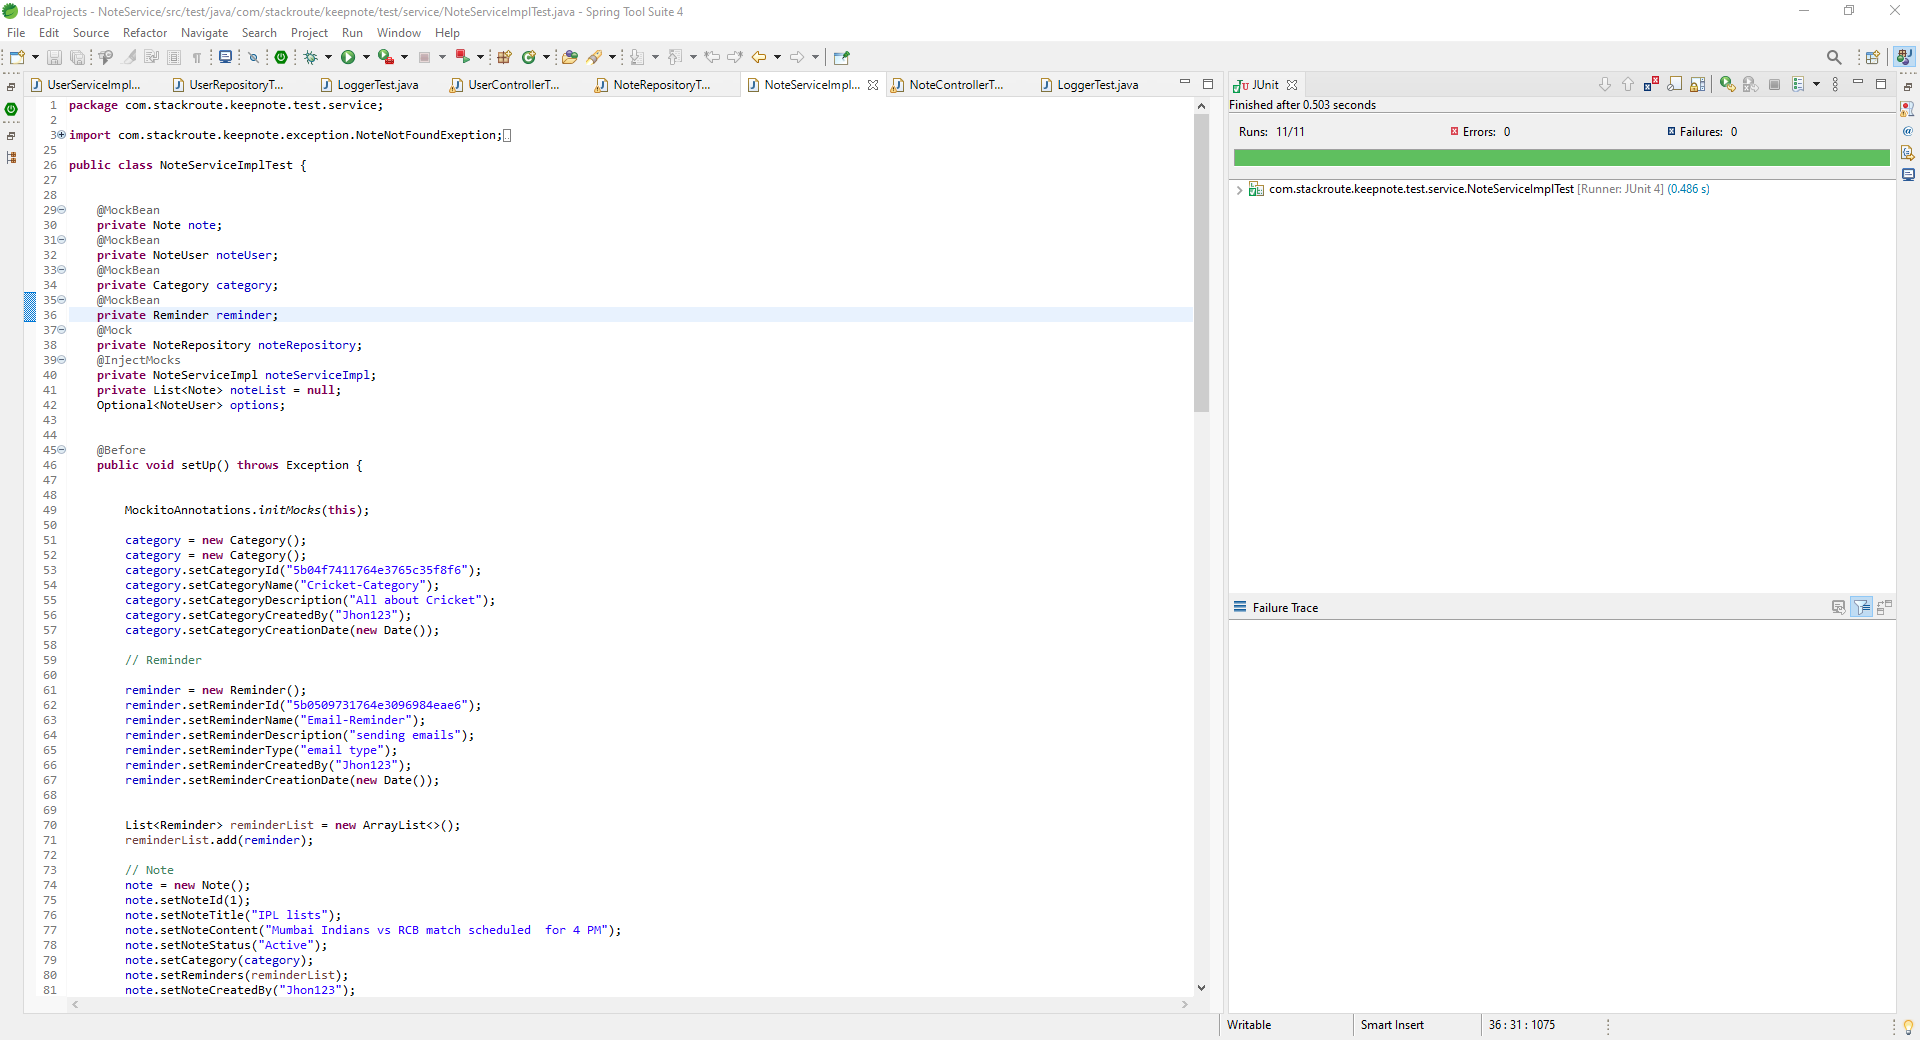 IdeaProjects - NoteService/src/test/java/com/stackroute/keepnote/test/service/NoteServiceImplTest.java - Spring Tool Suite 4
File Edit Source Refactor Navigate Search Project Run Window Help
UserServiceImpl... UserRepositoryT... LoggerTest.java UserControllerT... NoteRepositoryT... NoteServiceImpl... NoteControllerT... LoggerTest.java
1 package com.stackroute.keepnote.test.service;
2
3 import com.stackroute.keepnote.exception.NoteNotFoundExeption;
25
26 public class NoteServiceImplTest {
27
28
29 @MockBean
30 private Note note;
31 @MockBean
32 private NoteUser noteUser;
33 @MockBean
34 private Category category;
35 @MockBean
36 private Reminder reminder;
37 @Mock
38 private NoteRepository noteRepository;
39 @InjectMocks
40 private NoteServiceImpl noteServiceImpl;
41 private List<Note> noteList = null;
42 Optional<NoteUser> options;
43
44
45 @Before
46 public void setUp() throws Exception {
47
48
49 MockitoAnnotations.initMocks(this);
50
51 category = new Category();
52 category = new Category();
53 category.setCategoryId("5b04f7411764e3765c35f8f6");
54 category.setCategoryName("Cricket-Category");
55 category.setCategoryDescription("All about Cricket");
56 category.setCategoryCreatedBy("Jhon123");
57 category.setCategoryCreationDate(new Date());
58
59 // Reminder
60
61 reminder = new Reminder();
62 reminder.setReminderId("5b0509731764e3096984eae6");
63 reminder.setReminderName("Email-Reminder");
64 reminder.setReminderDescription("sending emails");
65 reminder.setReminderType("email type");
66 reminder.setReminderCreatedBy("Jhon123");
67 reminder.setReminderCreationDate(new Date());
68
69
70 List<Reminder> reminderList = new ArrayList<>();
71 reminderList.add(reminder);
72
73 // Note
74 note = new Note();
75 note.setNoteId(1);
76 note.setNoteTitle("IPL lists");
77 note.setNoteContent("Mumbai Indians vs RCB match scheduled  for 4 PM");
78 note.setNoteStatus("Active");
79 note.setCategory(category);
80 note.setReminders(reminderList);
81 note.setNoteCreatedBy("Jhon123");
JUnit
Finished after 0.503 seconds
Runs: 11/11 Errors: 0 Failures: 0
com.stackroute.keepnote.test.service.NoteServiceImplTest [Runner: JUnit 4] (0.486 s)
Failure Trace
Writable Smart Insert 36 : 31 : 1075